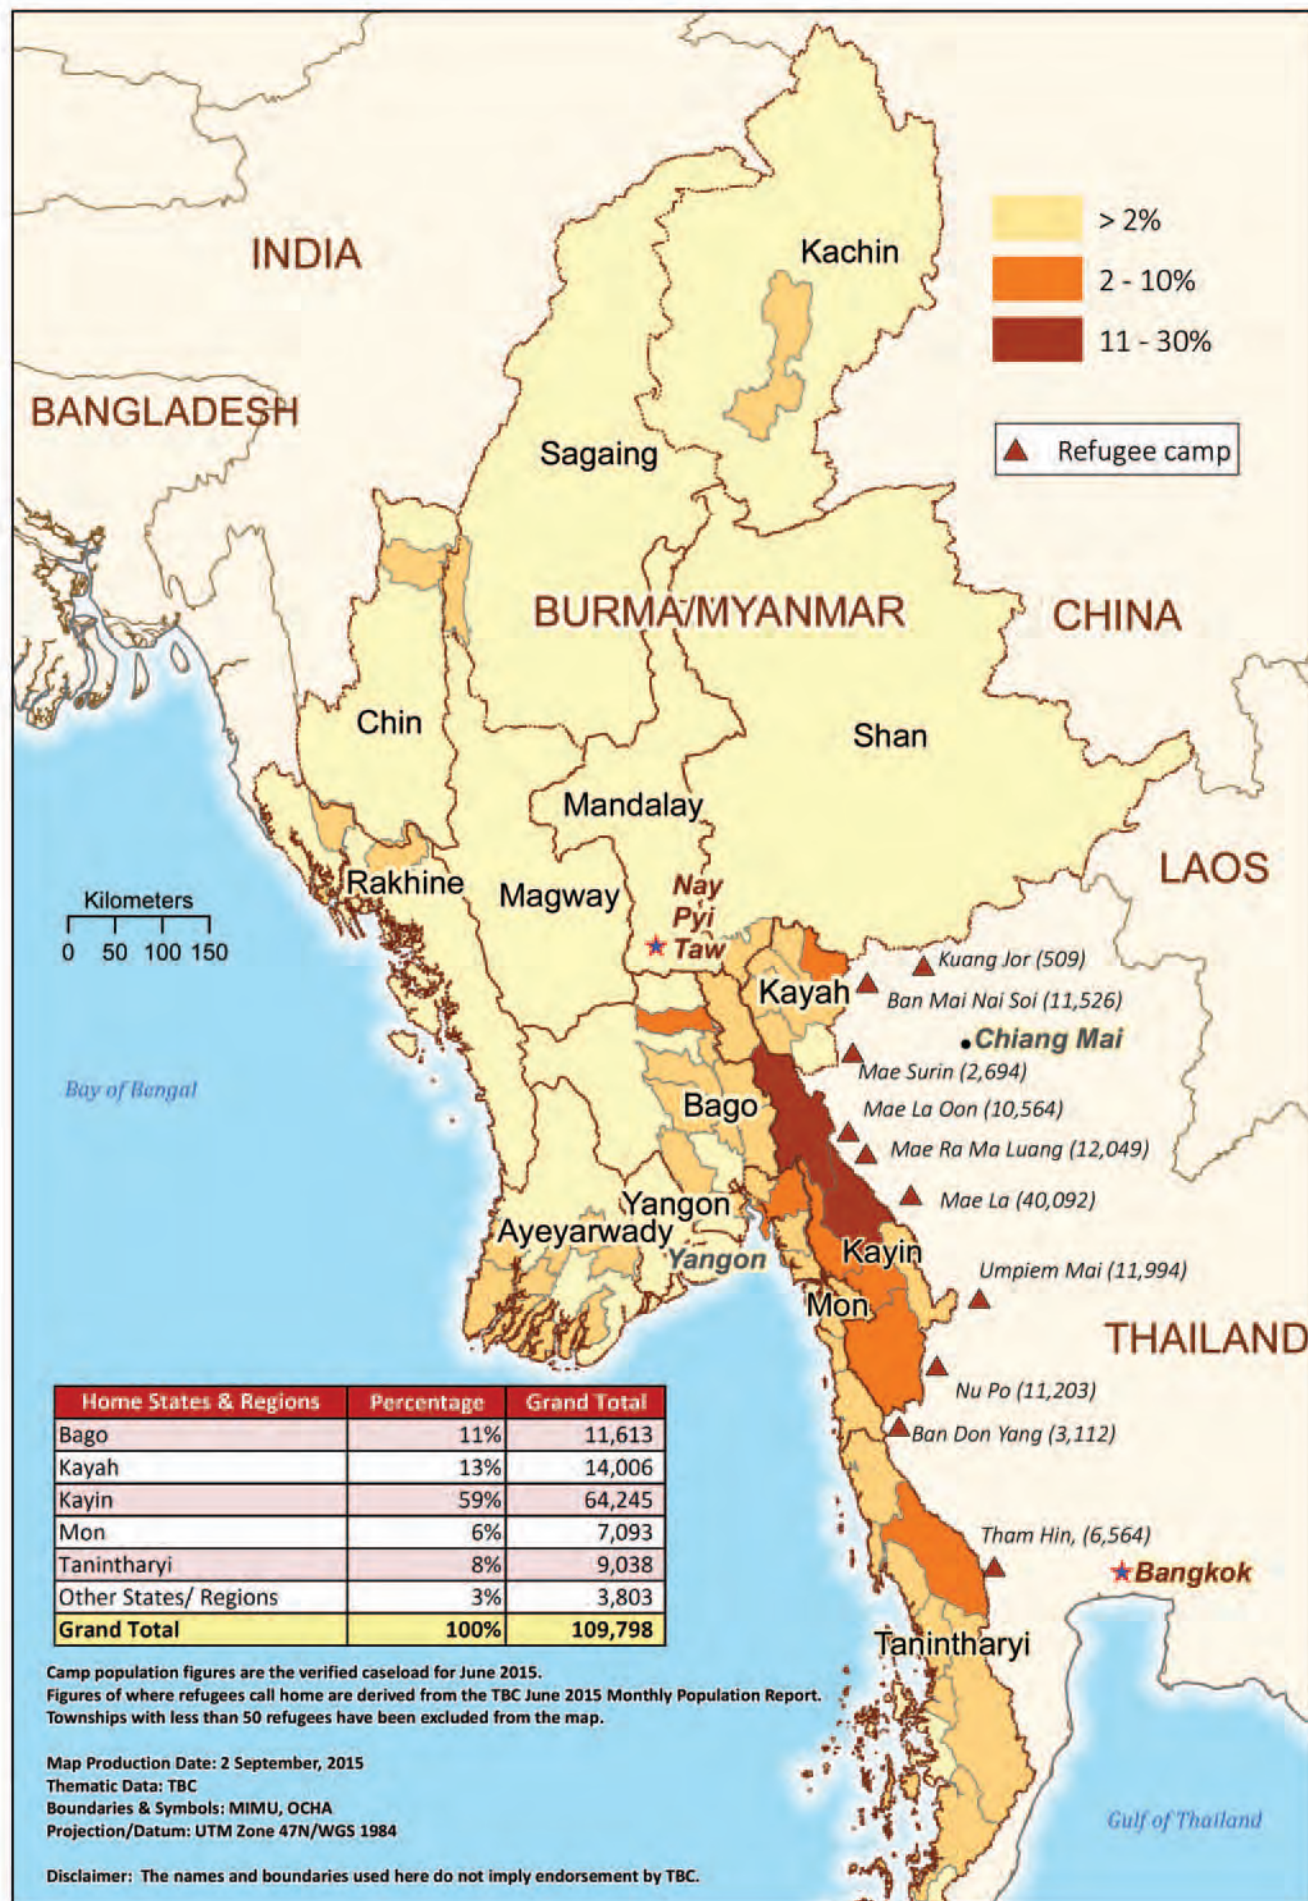 INDIA
Kachin
> 2%
2 - 10%
11 - 30%
BANGLADESH
Refugee camp
Sagaing
BURMA/MYANMAR
CHINA
Chin
Shan
Mandalay
LAOS
Rakhine
Magway
Nay
Pyi
Taw
Kilometers
0 50 100 150
Kayah
Kuang Jor (509)
Ban Mai Nai Soi (11,526)
Chiang Mai
Mae Surin (2,694)
Bay of Bengal
Bago
Mae La Oon (10,564)
Mae Ra Ma Luang (12,049)
Mae La (40,092)
Yangon
Ayeyarwady
Yangon
Kayin
Umpiem Mai (11,994)
Mon
THAILAND
Nu Po (11,203)
Ban Don Yang (3,112)
Tham Hin, (6,564)
Bangkok
Tanintharyi
Gulf of Thailand
Home States & Regions Percentage Grand Total
Bago 11% 11,613
Kayah 13% 14,006
Kayin 59% 64,245
Mon 6% 7,093
Tanintharyi 8% 9,038
Other States/ Regions 3% 3,803
Grand Total 100% 109,798
Camp population figures are the verified caseload for June 2015.
Figures of where refugees call home are derived from the TBC June 2015 Monthly Population Report.
Townships with less than 50 refugees have been excluded from the map.
Map Production Date: 2 September, 2015
Thematic Data: TBC
Boundaries & Symbols: MIMU, OCHA
Projection/Datum: UTM Zone 47N/WGS 1984
Disclaimer: The names and boundaries used here do not imply endorsement by TBC.